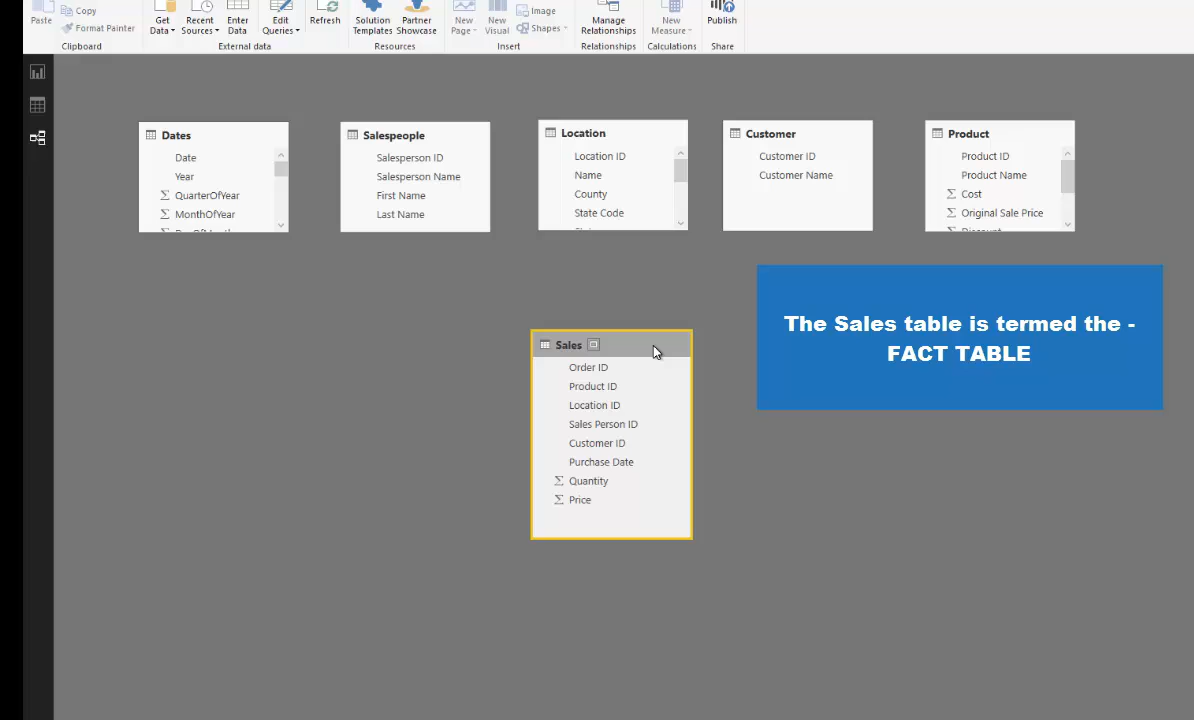 Paste
Copy
Format Painter
Clipboard
Get Data
Recent Sources
Enter Data
External data
Edit Queries
Refresh
Solution Templates
Partner Showcase
Resources
New Page
New Visual
Image
Shapes
Insert
Manage Relationships
Relationships
New Measure
Calculations
Publish
Share
Dates
Date
Year
QuarterOfYear
MonthOfYear
Salespeople
Salesperson ID
Salesperson Name
First Name
Last Name
Location
Location ID
Name
County
State Code
Customer
Customer ID
Customer Name
Product
Product ID
Product Name
Cost
Original Sale Price
The Sales table is termed the -
FACT TABLE
Sales
Order ID
Product ID
Location ID
Sales Person ID
Customer ID
Purchase Date
Quantity
Price